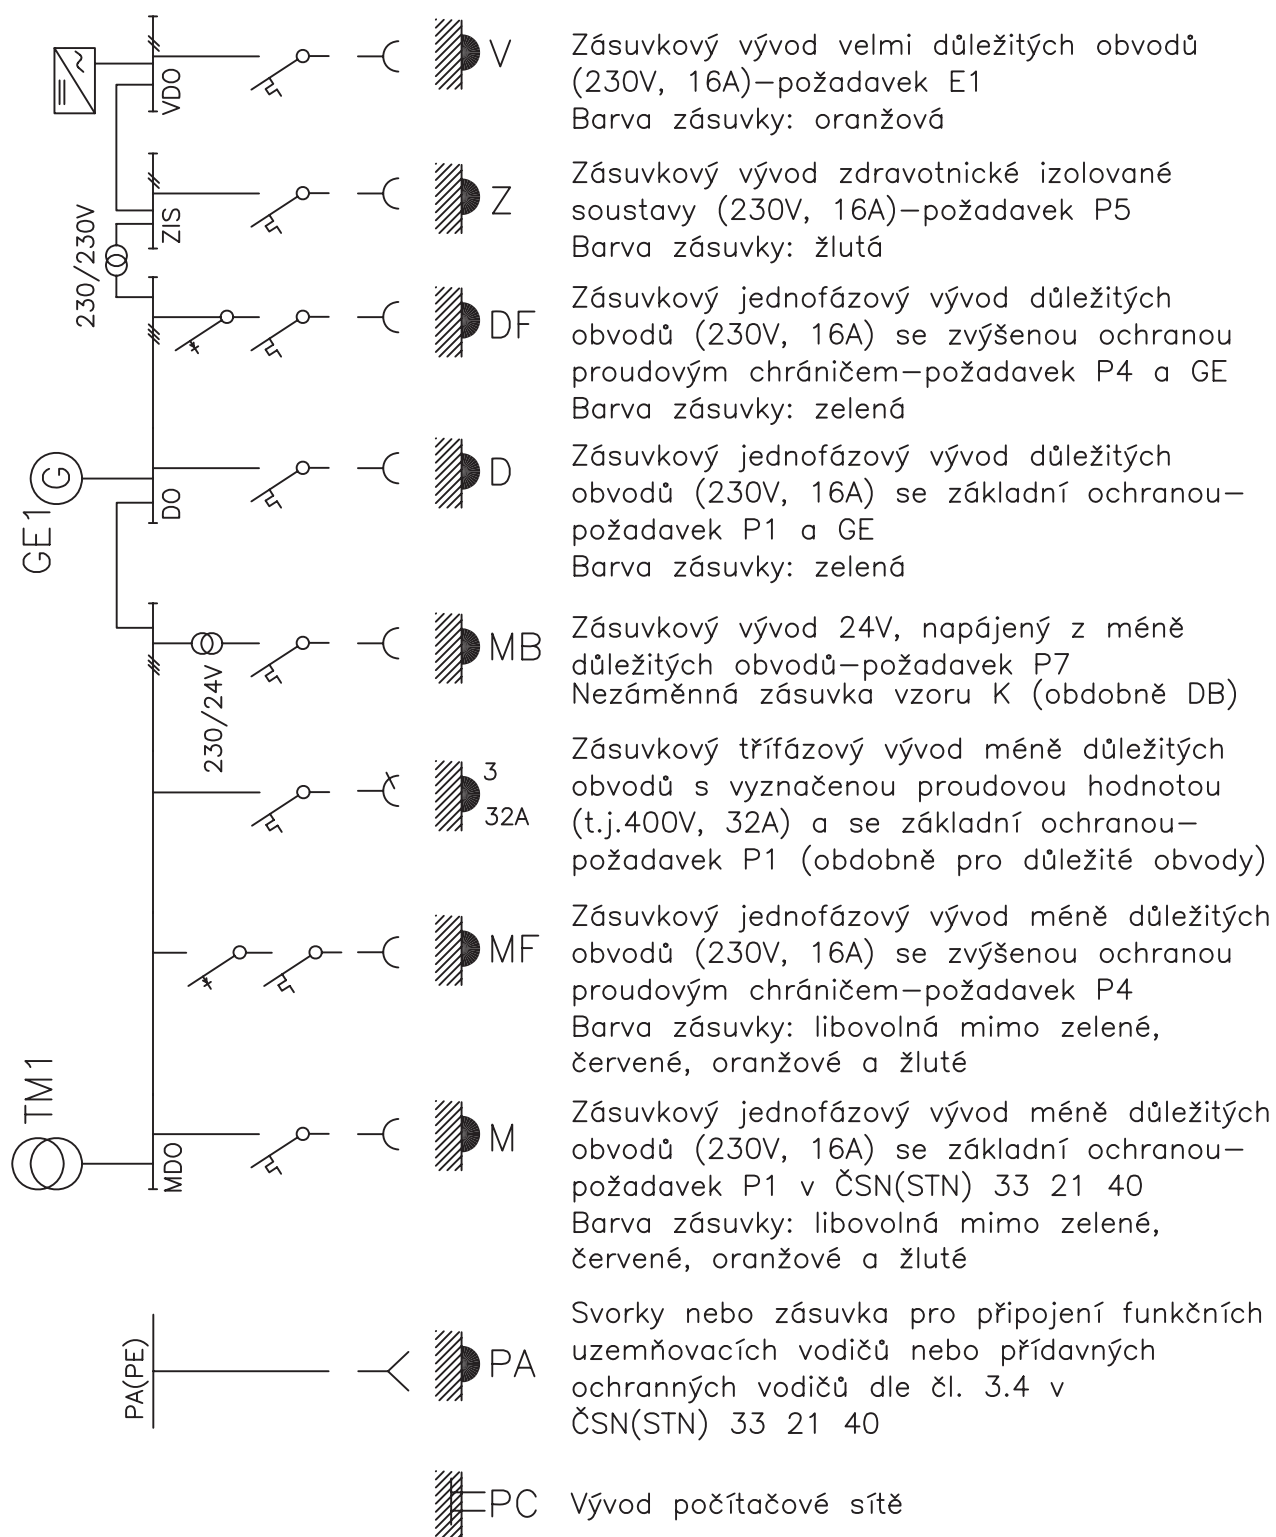 VDO
V
Zásuvkový vývod velmi důležitých obvodů
(230V, 16A)–požadavek E1
Barva zásuvky: oranžová
ZIS
230/230V
Z
Zásuvkový vývod zdravotnické izolované
soustavy (230V, 16A)–požadavek P5
Barva zásuvky: žlutá
DF
Zásuvkový jednofázový vývod důležitých
obvodů (230V, 16A) se zvýšenou ochranou
proudovým chráničem–požadavek P4 a GE
Barva zásuvky: zelená
G
GE1
DO
D
Zásuvkový jednofázový vývod důležitých
obvodů (230V, 16A) se základní ochranou–
požadavek P1 a GE
Barva zásuvky: zelená
230/24V
MB
Zásuvkový vývod 24V, napájený z méně
důležitých obvodů–požadavek P7
Nezáměnná zásuvka vzoru K (obdobně DB)
3
32A
Zásuvkový třífázový vývod méně důležitých
obvodů s vyznačenou proudovou hodnotou
(t.j.400V, 32A) a se základní ochranou–
požadavek P1 (obdobně pro důležité obvody)
MF
Zásuvkový jednofázový vývod méně důležitých
obvodů (230V, 16A) se zvýšenou ochranou
proudovým chráničem–požadavek P4
Barva zásuvky: libovolná mimo zelené,
červené, oranžové a žluté
TM1
MDO
M
Zásuvkový jednofázový vývod méně důležitých
obvodů (230V, 16A) se základní ochranou–
požadavek P1 v ČSN(STN) 33 21 40
Barva zásuvky: libovolná mimo zelené,
červené, oranžové a žluté
PA(PE)
PA
Svorky nebo zásuvka pro připojení funkčních
uzemňovacích vodičů nebo přídavných
ochranných vodičů dle čl. 3.4 v
ČSN(STN) 33 21 40
PC
Vývod počítačové sítě